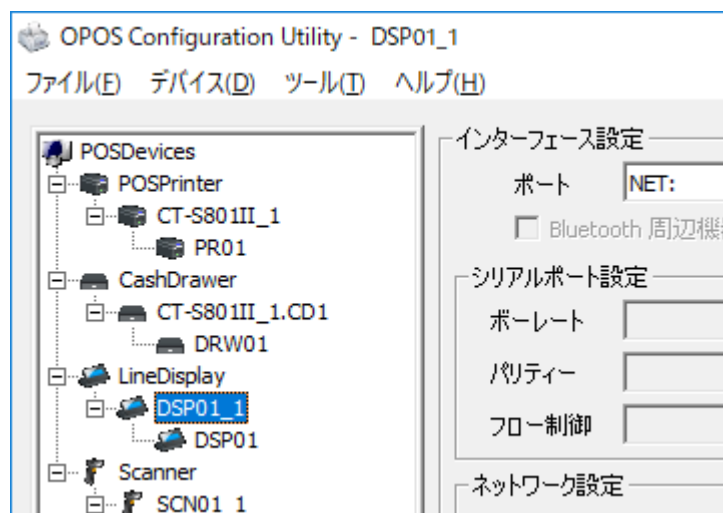 OPOS Configuration Utility - DSP01_1
ファイル(F) デバイス(D) ツール(T) ヘルプ(H)
POSDevices
POSPrinter
CT-S801II_1
PR01
CashDrawer
CT-S801II_1.CD1
DRW01
LineDisplay
DSP01_1
DSP01
Scanner
SCN01_1
インターフェース設定
ポート NET:
Bluetooth 周辺機
シリアルポート設定
ボーレート
パリティー
フロー制御
ネットワーク設定